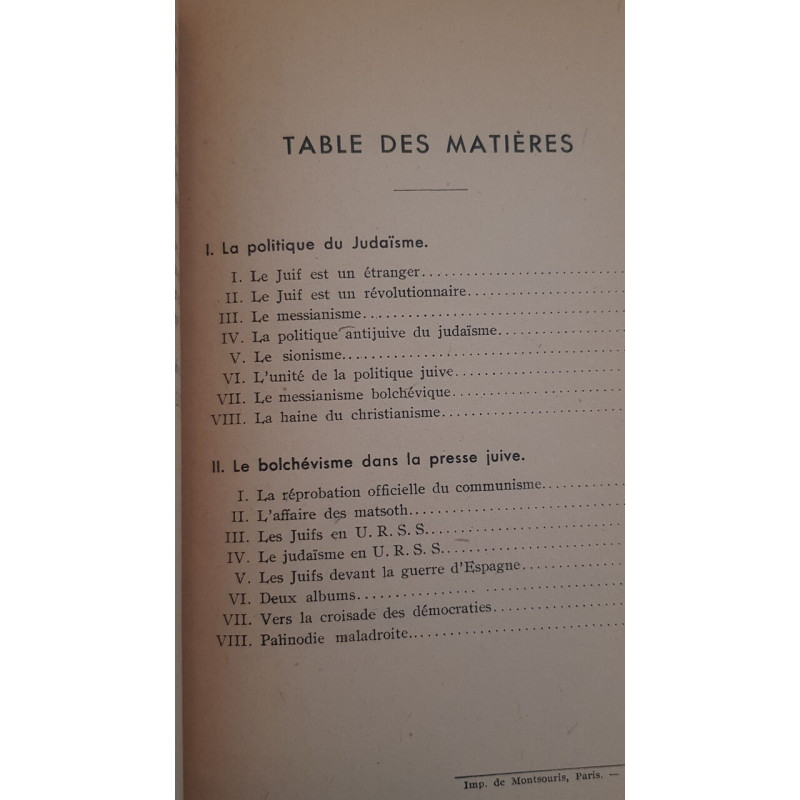 TABLE DES MATIÈRES
I. La politique du Judaïsme.
I. Le Juif est un étranger
II. Le Juif est un révolutionnaire
III. Le messianisme
IV. La politique antijuive du judaïsme
V. Le sionisme
VI. L'unité de la politique juive
VII. Le messianisme bolchévique
VIII. La haine du christianisme
II. Le bolchévisme dans la presse juive.
I. La réprobation officielle du communisme
II. L'affaire des matsoth
III. Les Juifs en U. R. S. S.
IV. Le judaïsme en U. R. S. S.
V. Les Juifs devant la guerre d'Espagne
VI. Deux albums
VII. Vers la croisade des démocraties
VIII. Palinodie maladroite
Imp. de Montsouris, Paris. —